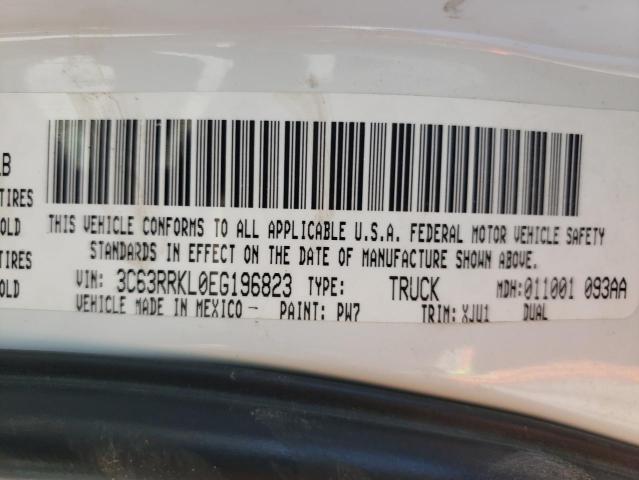 LB
TIRES
OLD
TIRES
OLD
THIS VEHICLE CONFORMS TO ALL APPLICABLE U.S.A. FEDERAL MOTOR VEHICLE SAFETY
STANDARDS IN EFFECT ON THE DATE OF MANUFACTURE SHOWN ABOVE.
VIN: 3C63RRKL0EG196823 TYPE: TRUCK MDH:011001 093AA
VEHICLE MADE IN MEXICO- PAINT: PW7 TRIM: XJU1 DUAL